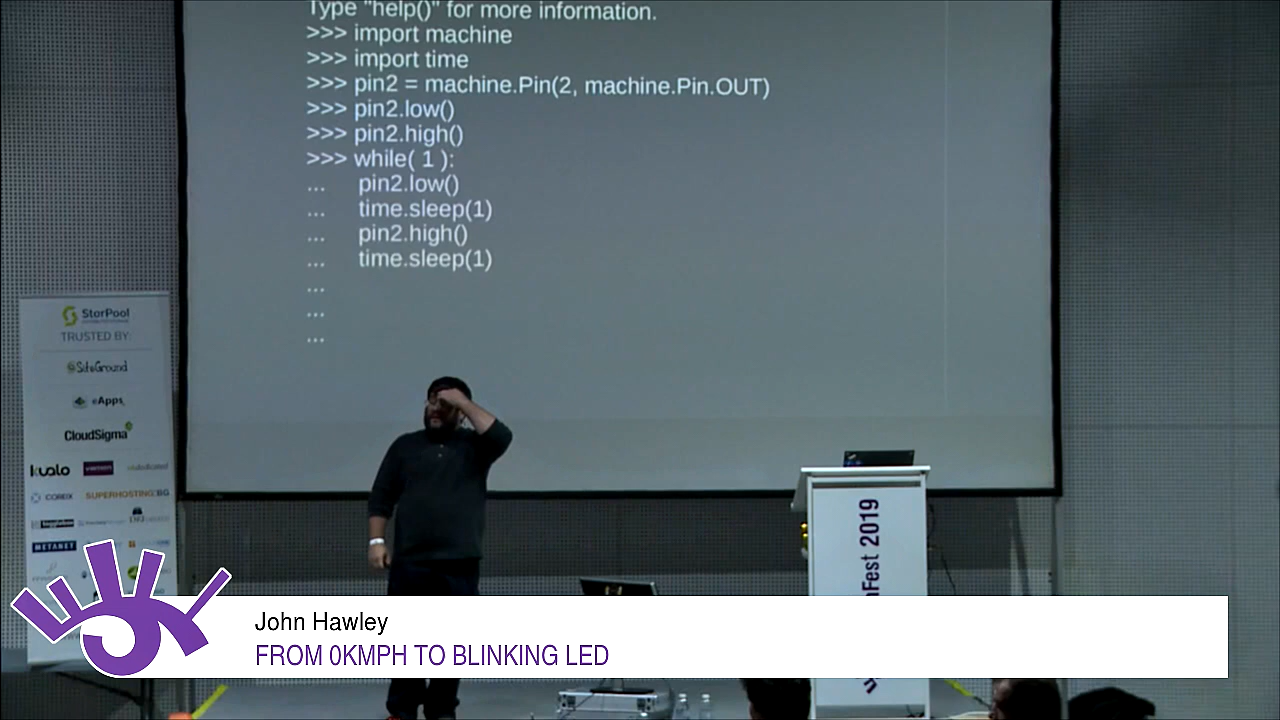 Type "help()" for more information.
>>> import machine
>>> import time
>>> pin2 = machine.Pin(2, machine.Pin.OUT)
>>> pin2.low()
>>> pin2.high()
>>> while( 1 ):
... pin2.low()
... time.sleep(1)
... pin2.high()
... time.sleep(1)
...
...
...
StorPool
TRUSTED BY:
SiteGround
eApps
CloudSigma
kualo
COREIX
SUPERHOSTING.BG
METANET
Fest 2019
John Hawley
FROM 0KMPH TO BLINKING LED